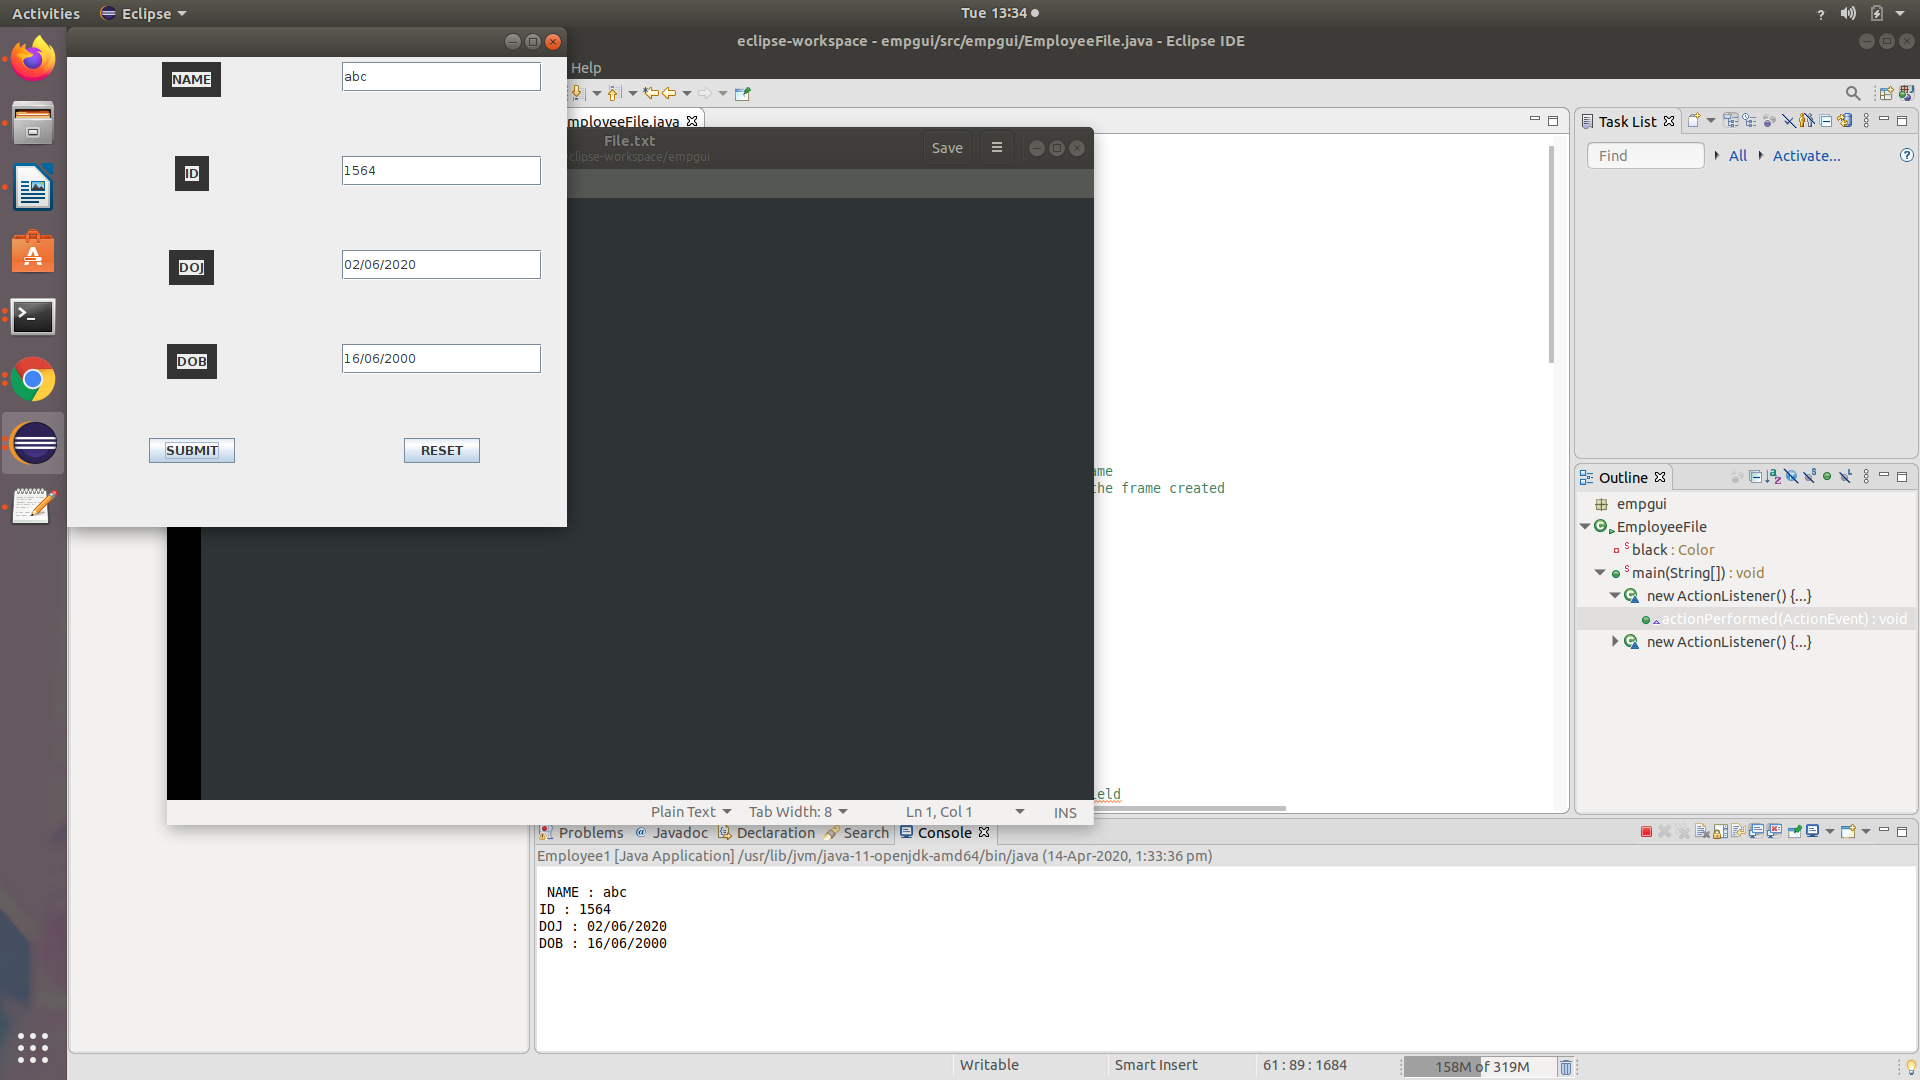 Activities
Eclipse
Tue 13:34
eclipse-workspace - empgui/src/empgui/EmployeeFile.java - Eclipse IDE
Help
NAME
abc
ID
1564
DOJ
02/06/2020
DOB
16/06/2000
SUBMIT
RESET
mployeeFile.java
File.txt
eclipse-workspace/empgui
Save
ame
the frame created
ield
Plain Text
Tab Width: 8
Ln 1, Col 1
INS
Task List
Find
All
Activate...
Outline
empgui
EmployeeFile
black : Color
main(String[]) : void
new ActionListener() {...}
actionPerformed(ActionEvent) : void
new ActionListener() {...}
Problems
Javadoc
Declaration
Search
Console
Employee1 [Java Application] /usr/lib/jvm/java-11-openjdk-amd64/bin/java (14-Apr-2020, 1:33:36 pm)
NAME : abc
ID : 1564
DOJ : 02/06/2020
DOB : 16/06/2000
Writable
Smart Insert
61 : 89 : 1684
158M of 319M